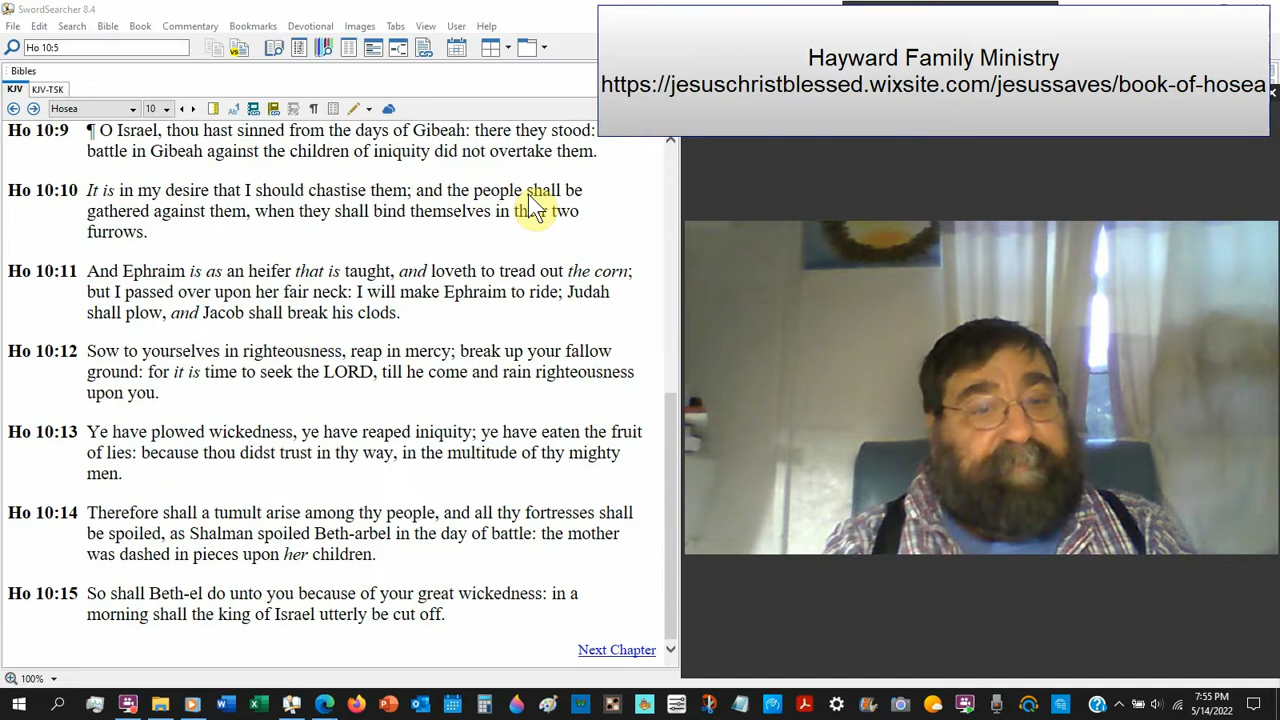 SwordSearcher 8.4
File Edit Search Bible Book Commentary Bookmarks Devotional Images Tabs View User Help
Ho 10:5
Bibles
KJV KJV-TSK
Hosea 10
Hayward Family Ministry
https://jesuschristblessed.wixsite.com/jesussaves/book-of-hosea
Ho 10:9 ¶ O Israel, thou hast sinned from the days of Gibeah: there they stood:
battle in Gibeah against the children of iniquity did not overtake them.
Ho 10:10 It is in my desire that I should chastise them; and the people shall be
gathered against them, when they shall bind themselves in their two
furrows.
Ho 10:11 And Ephraim is as an heifer that is taught, and loveth to tread out the corn;
but I passed over upon her fair neck: I will make Ephraim to ride; Judah
shall plow, and Jacob shall break his clods.
Ho 10:12 Sow to yourselves in righteousness, reap in mercy; break up your fallow
ground: for it is time to seek the LORD, till he come and rain righteousness
upon you.
Ho 10:13 Ye have plowed wickedness, ye have reaped iniquity; ye have eaten the fruit
of lies: because thou didst trust in thy way, in the multitude of thy mighty
men.
Ho 10:14 Therefore shall a tumult arise among thy people, and all thy fortresses shall
be spoiled, as Shalman spoiled Beth-arbel in the day of battle: the mother
was dashed in pieces upon her children.
Ho 10:15 So shall Beth-el do unto you because of your great wickedness: in a
morning shall the king of Israel utterly be cut off.
Next Chapter
100%
7:55 PM
5/14/2022